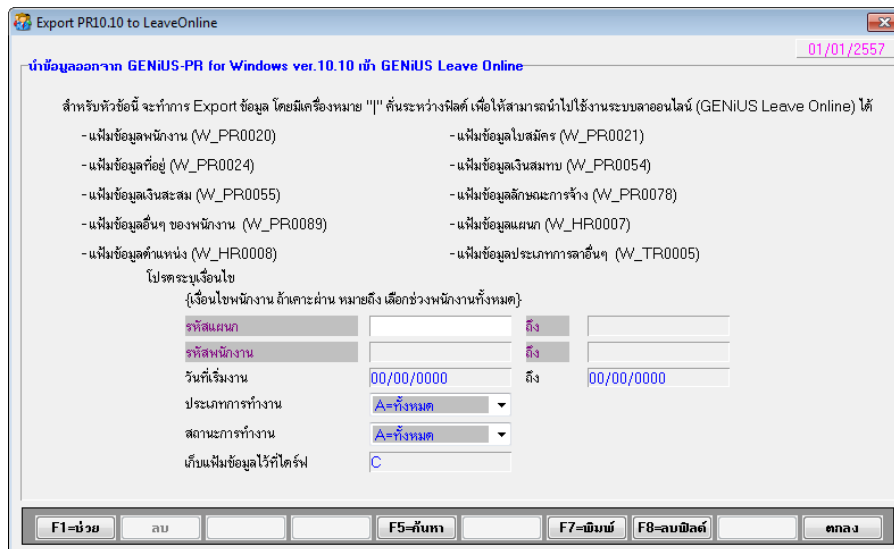 Export PR10.10 to LeaveOnline
01/01/2557
นำข้อมูลออกจาก GENiUS-PR for Windows ver.10.10 เข้า GENiUS Leave Online
สำหรับหัวข้อนี้ จะทำการ Export ข้อมูล โดยมีเครื่องหมาย "|" คั่นระหว่างฟิลด์ เพื่อให้สามารถนำไปใช้งานระบบลาออนไลน์ (GENiUS Leave Online) ได้
-แฟ้มข้อมูลพนักงาน (W_PR0020) -แฟ้มข้อมูลใบสมัคร (W_PR0021)
-แฟ้มข้อมูลที่อยู่ (W_PR0024) -แฟ้มข้อมูลเงินสมทบ (W_PR0054)
-แฟ้มข้อมูลเงินสะสม (W_PR0055) -แฟ้มข้อมูลลักษณะการจ้าง (W_PR0078)
-แฟ้มข้อมูลอื่นๆ ของพนักงาน (W_PR0089) -แฟ้มข้อมูลแผนก (W_HR0007)
-แฟ้มข้อมูลตำแหน่ง (W_HR0008) -แฟ้มข้อมูลประเภทการลาอื่นๆ (W_TR0005)
โปรดระบุเงื่อนไข
{เงื่อนไขพนักงาน ถ้าเคาะผ่าน หมายถึง เลือกช่วงพนักงานทั้งหมด}
รหัสแผนก ถึง
รหัสพนักงาน ถึง
วันที่เริ่มงาน 00/00/0000 ถึง 00/00/0000
ประเภทการทำงาน A=ทั้งหมด
สถานะการทำงาน A=ทั้งหมด
เก็บแฟ้มข้อมูลไว้ที่ไดร์ฟ C
F1=ช่วย ลบ F5=ค้นหา F7=พิมพ์ F8=ลบฟิลด์ ตกลง